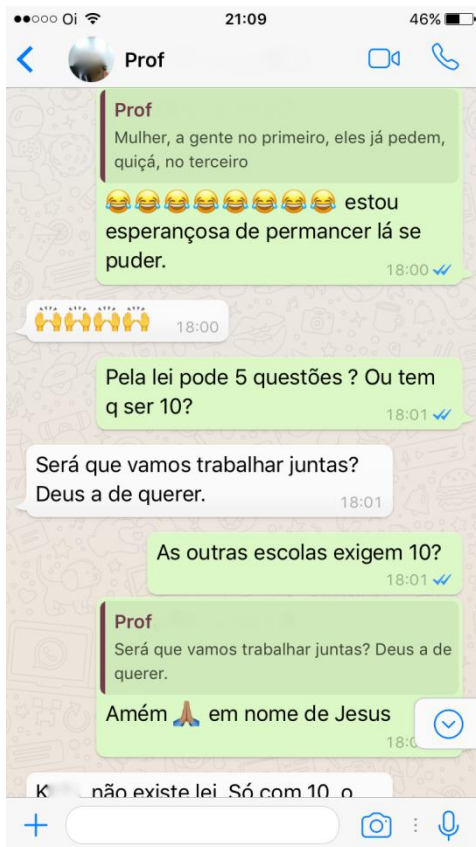 Oi 21:09 46%
Prof
Prof
Mulher, a gente no primeiro, eles já pedem,
quiçá, no terceiro
😂😂😂😂😂😂😂😂 estou
esperançosa de permancer lá se
puder.
18:00
🙌🙌🙌🙌 18:00
Pela lei pode 5 questões ? Ou tem
q ser 10?
18:01
Será que vamos trabalhar juntas?
Deus a de querer.
18:01
As outras escolas exigem 10?
18:01
Prof
Será que vamos trabalhar juntas? Deus a de
querer.
Amém 🙏🏽 em nome de Jesus
K não existe lei. Só com 10, o